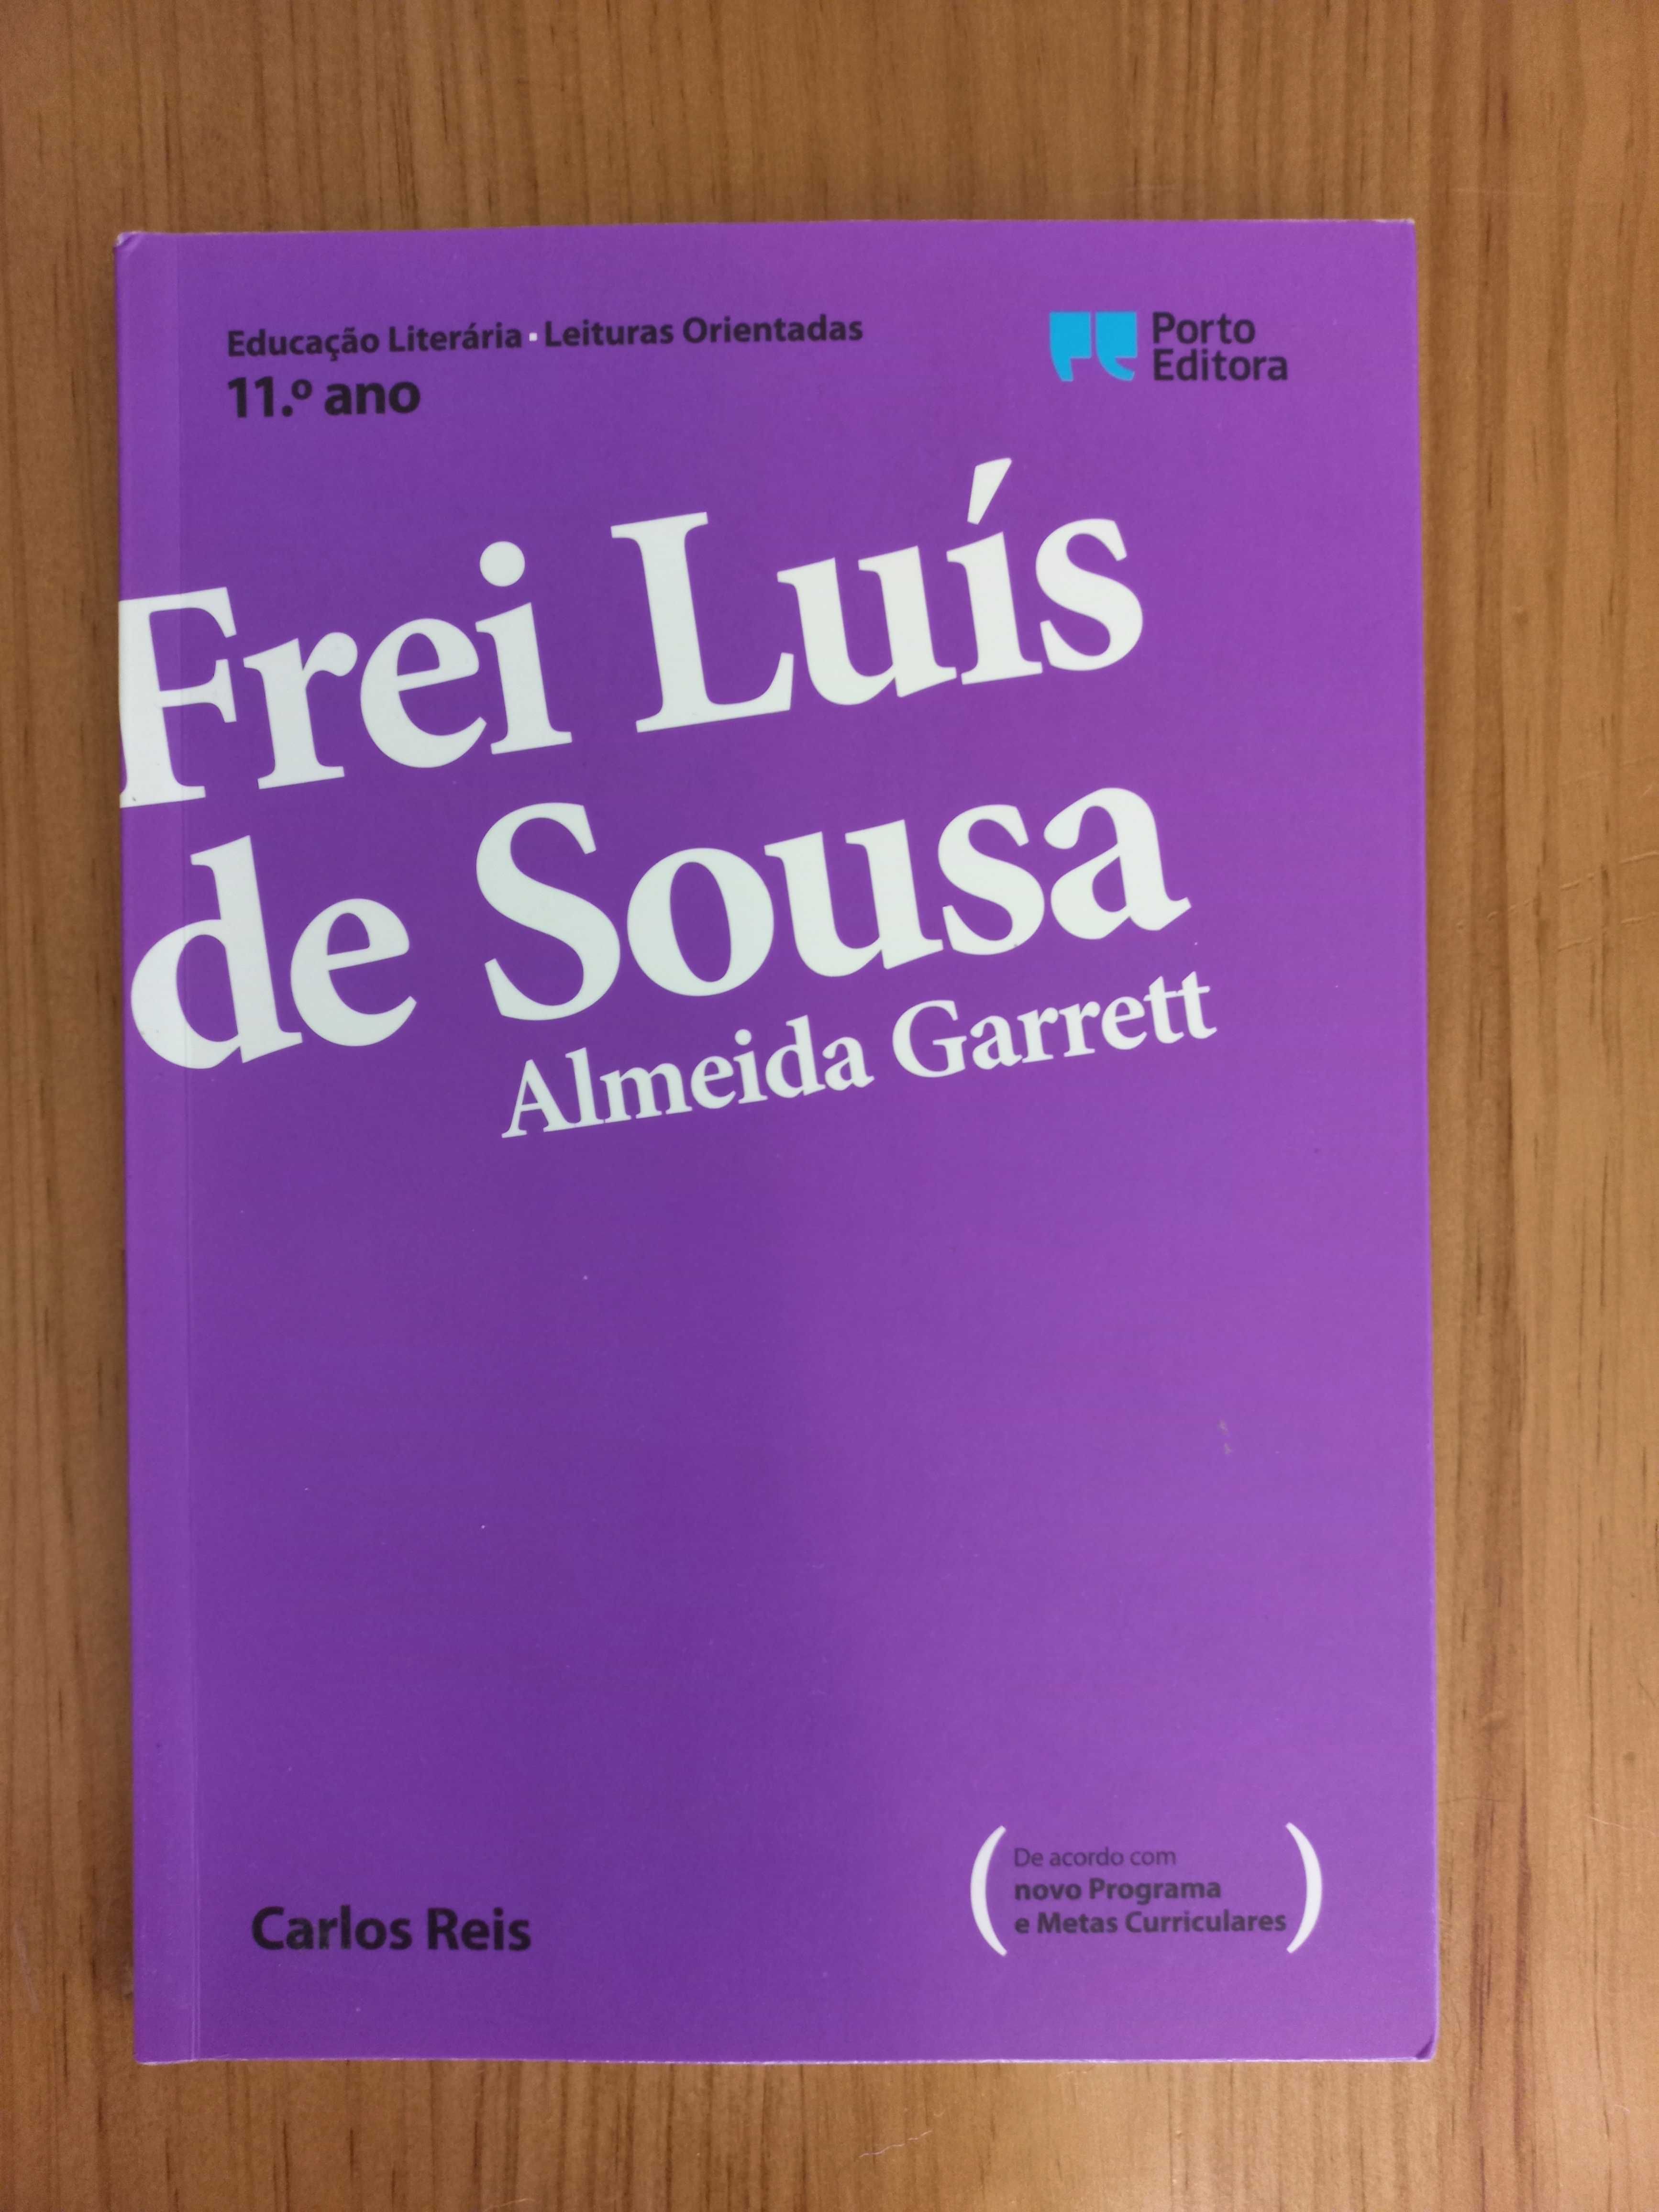 Educação Literária · Leituras Orientadas
11.º ano
Porto
Editora
Frei Luís
de Sousa
Almeida Garrett
Carlos Reis
De acordo com
novo Programa
e Metas Curriculares